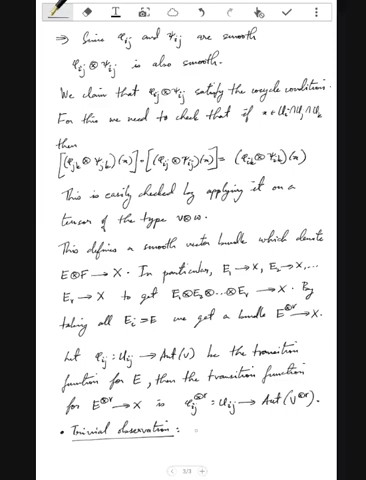 ⇒ Since φij and ψij are smooth
φij ⊗ ψij is also smooth.
We claim that φij ⊗ ψij satisfy the cocycle condition.
For this we need to check that if x ∈ Ui ∩ Uj ∩ Uk
then
[(φjk ⊗ ψjk)(x)] ∘ [(φij ⊗ ψij)(x)] = (φik ⊗ ψik)(x)
This is easily checked by applying it on a
tensor of the type v⊗w.
This defines a smooth vector bundle which denote
E⊗F → X. In particular, E1 → X, E2 → X, ...
Er → X to get E1⊗E2⊗...⊗Er → X. By
taking all Ei = E we get a bundle E^⊗r → X.
Let φij : Uij → Aut(V) be the transition
function for E, then the transition function
for E^⊗r → X is φij^⊗r : Uij → Aut(V^⊗r).
• Trivial observation :
3/3